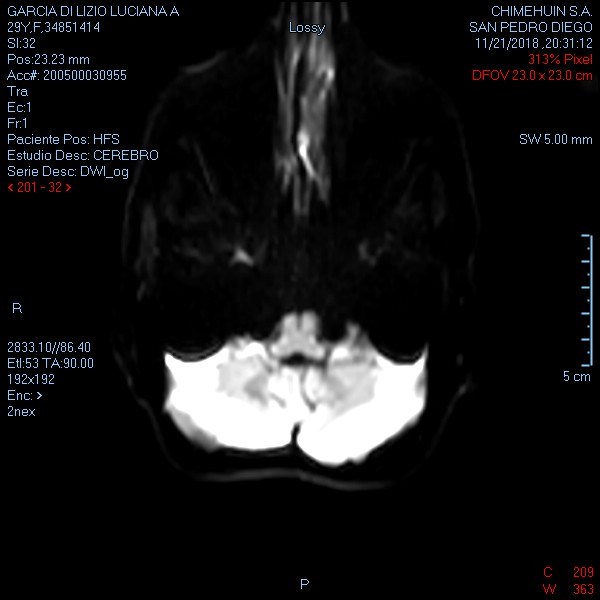 GARCIA DI LIZIO LUCIANA A
29Y,F,34851414
Sl:32
Pos:23.23 mm
Acc#: 200500030955
Tra
Ec:1
Fr:1
Paciente Pos: HFS
Estudio Desc: CEREBRO
Serie Desc: DWI_og
< 201 - 32 >
Lossy
CHIMEHUIN S.A.
SAN PEDRO DIEGO
11/21/2018 ,20:31:12
313% Pixel
DFOV 23.0 x 23.0 cm
SW 5.00 mm
R
5 cm
2833.10//86.40
Etl:53 TA:90.00
192x192
Enc: >
2nex
P
C 209
W 363